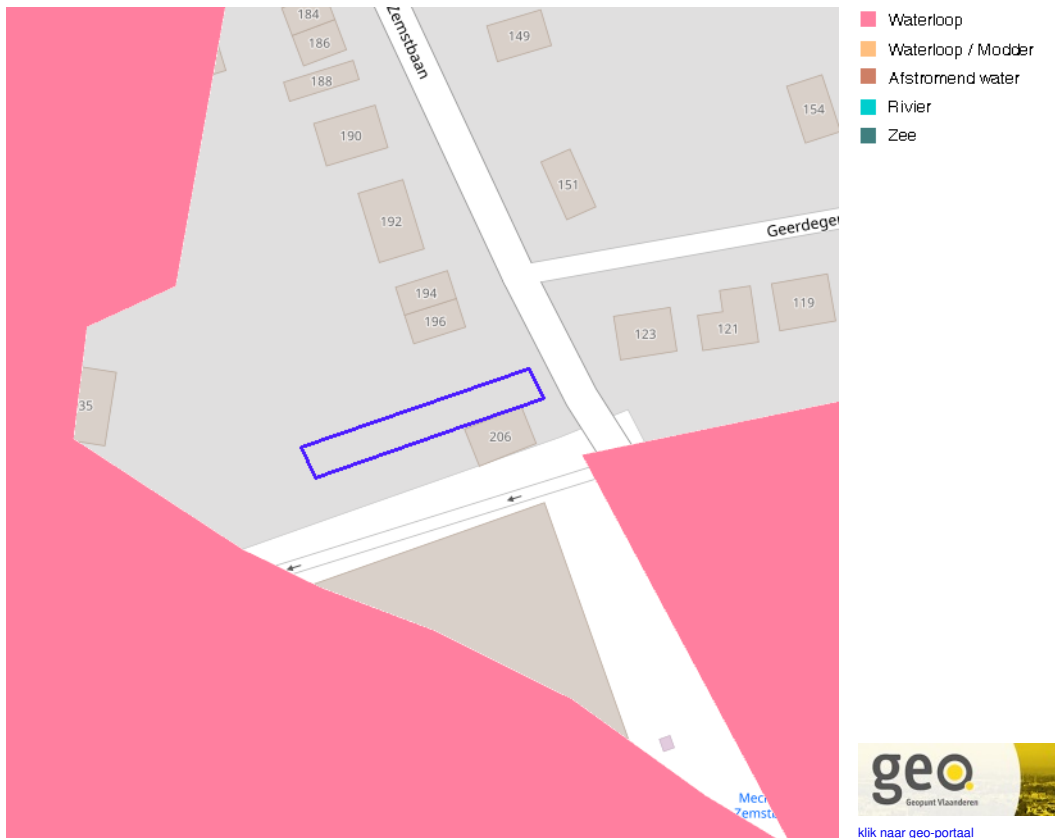 184
186
188
190
192
194
196
35
206
Zemstbaan
149
151
154
Geerdege
123
121
119
Waterloop
Waterloop / Modder
Afstromend water
Rivier
Zee
geo.
Geopunt Vlaanderen
klik naar geo-portaal